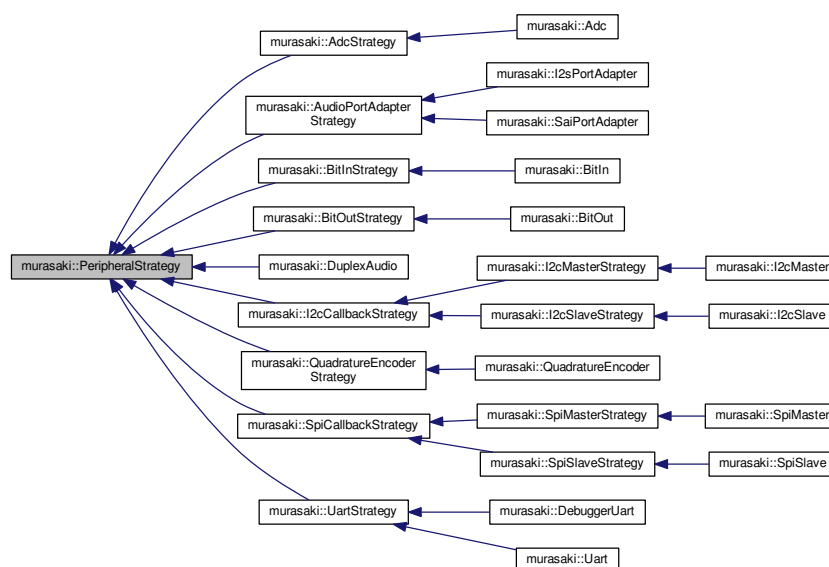 murasaki::Adc
murasaki::AdcStrategy
murasaki::I2sPortAdapter
murasaki::AudioPortAdapter
Strategy
murasaki::SaiPortAdapter
murasaki::BitInStrategy
murasaki::BitIn
murasaki::BitOutStrategy
murasaki::BitOut
murasaki::PeripheralStrategy
murasaki::DuplexAudio
murasaki::I2cMasterStrategy
murasaki::I2cMaster
murasaki::I2cCallbackStrategy
murasaki::I2cSlaveStrategy
murasaki::I2cSlave
murasaki::QuadratureEncoder
Strategy
murasaki::QuadratureEncoder
murasaki::SpiCallbackStrategy
murasaki::SpiMasterStrategy
murasaki::SpiMaster
murasaki::SpiSlaveStrategy
murasaki::SpiSlave
murasaki::UartStrategy
murasaki::DebuggerUart
murasaki::Uart